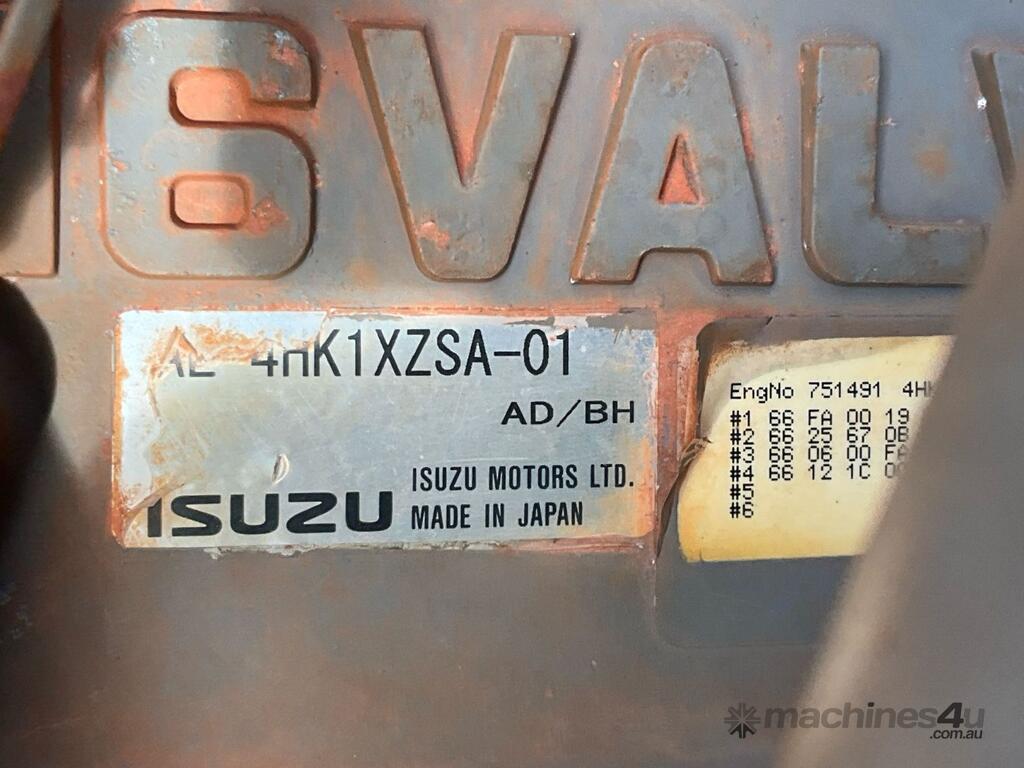 16VALV
4HK1XZSA-01
AD/BH
ISUZU MOTORS LTD.
ISUZU MADE IN JAPAN
EngNo 751491 4H
#1 66 FA 00 19
#2 66 25 67 0B
#3 66 06 00 FA
#4 66 12 1C
#5
#6
machines4u
.com.au